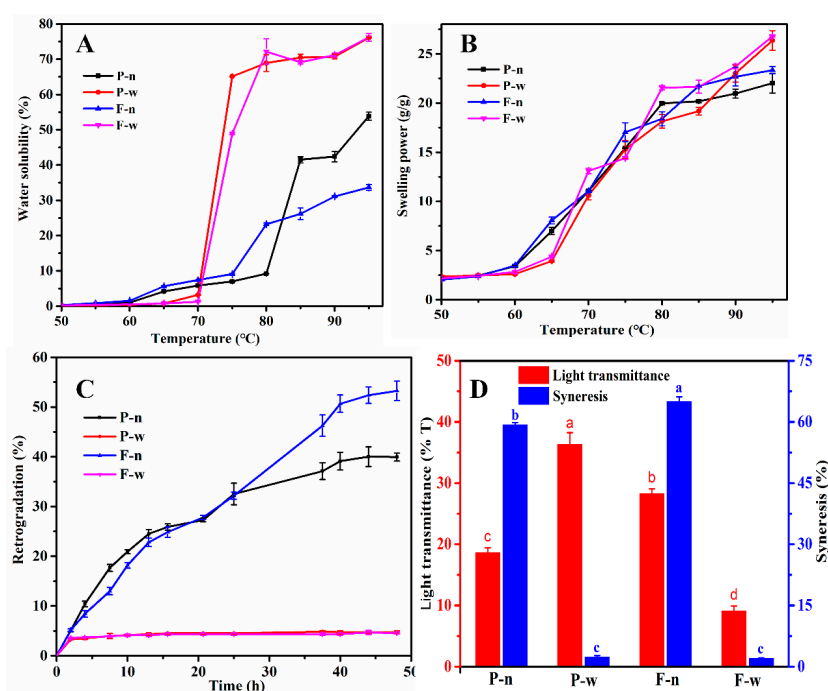 A
P-n
P-w
F-n
F-w
Water solubility (%)
80
70
60
50
40
30
20
10
0
50
60
70
80
90
Temperature (°C)
B
P-n
P-w
F-n
F-w
Swelling power (g/g)
25
20
15
10
5
0
50
60
70
80
90
Temperature (°C)
C
P-n
P-w
F-n
F-w
Retrogradation (%)
60
50
40
30
20
10
0
0
10
20
30
40
50
Time (h)
D
Light transmittance
Syneresis
Light transmittance (% T)
50
40
30
20
10
0
c
b
a
c
b
a
d
c
P-n
P-w
F-n
F-w
75
60
45
30
15
0
Syneresis (%)